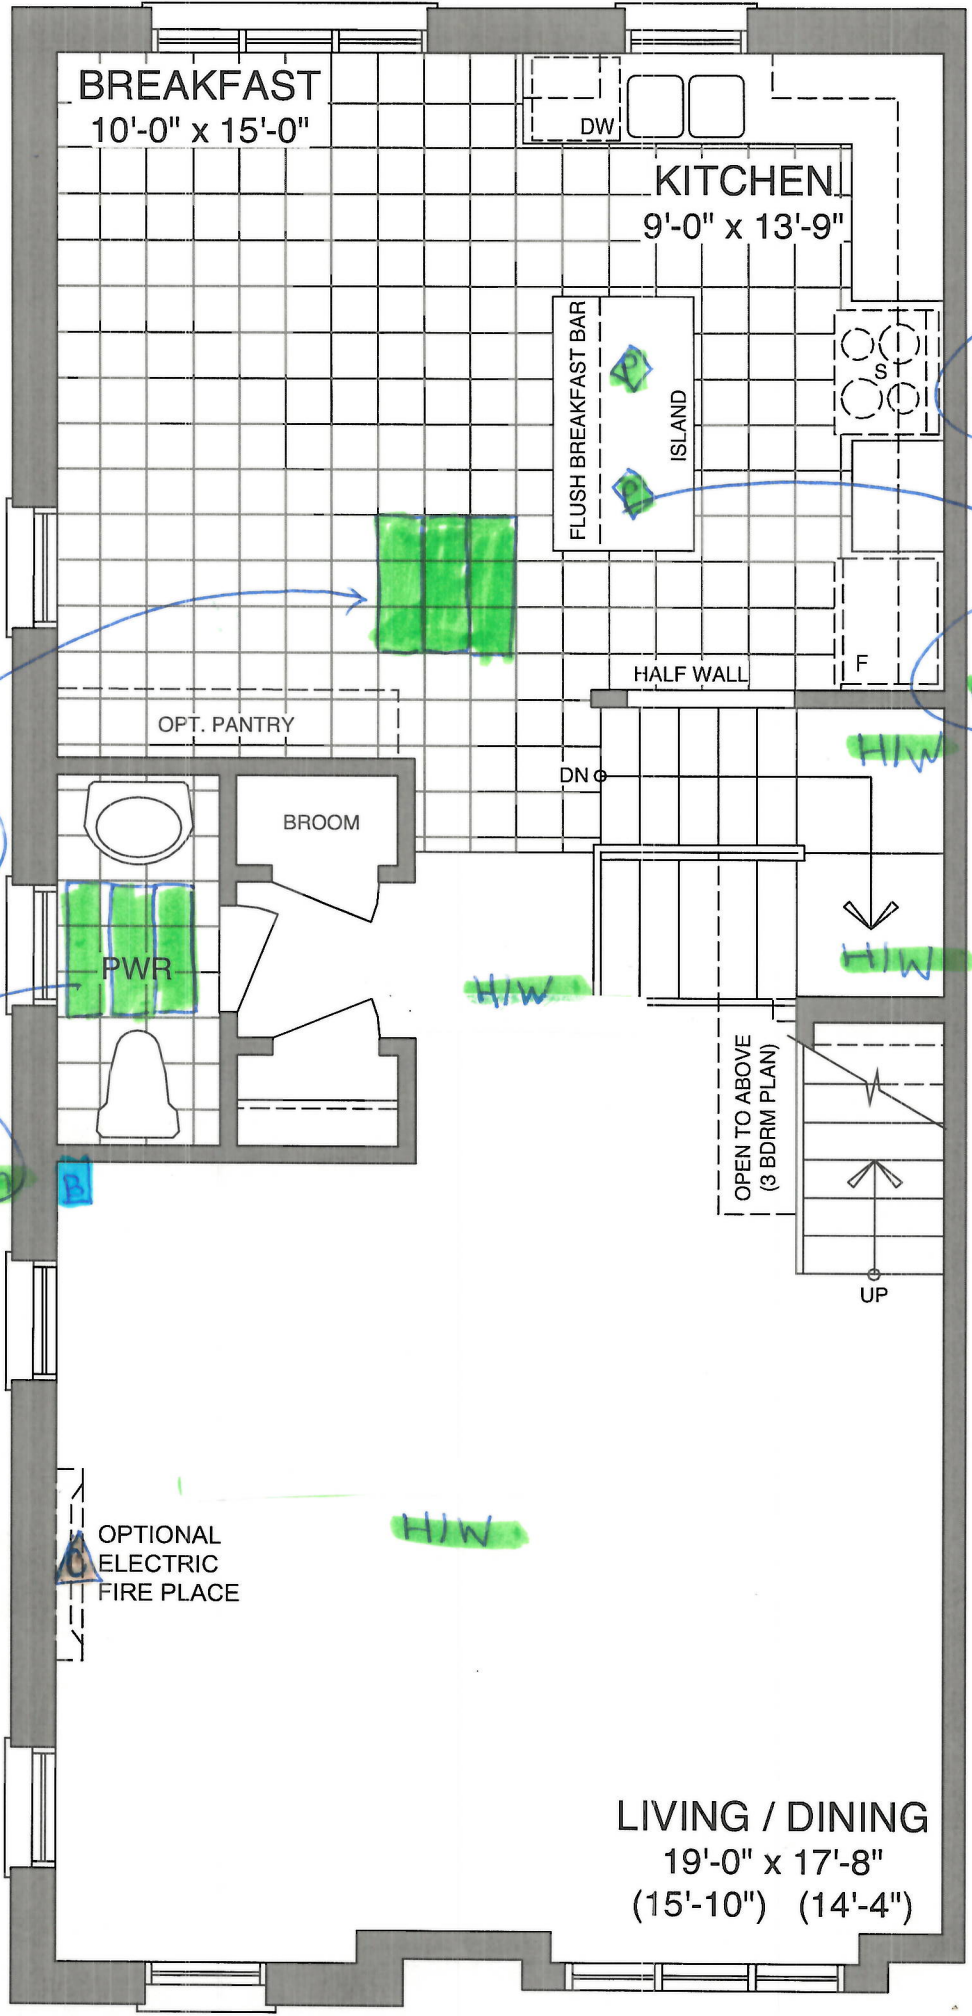 BREAKFAST
10'-0" x 15'-0"
DW
KITCHEN
9'-0" x 13'-9"
FLUSH BREAKFAST BAR
ISLAND
P
P
S
F
HALF WALL
OPT. PANTRY
H/W
DN
BROOM
PWR
H/W
H/W
OPEN TO ABOVE
(3 BDRM PLAN)
B
UP
H/W
OPTIONAL
ELECTRIC
FIRE PLACE
C
LIVING / DINING
19'-0" x 17'-8"
(15'-10") (14'-4")